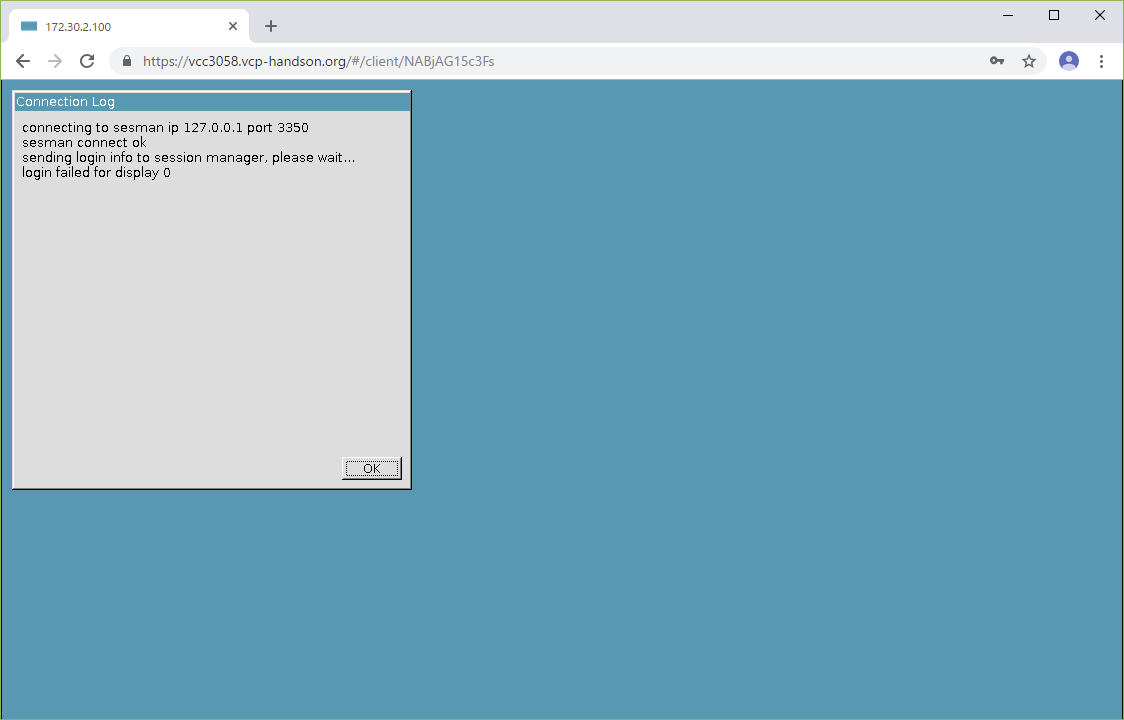 172.30.2.100
https://vcc3058.vcp-handson.org/#/client/NABjAG15c3Fs
Connection Log
connecting to sesman ip 127.0.0.1 port 3350
sesman connect ok
sending login info to session manager, please wait...
login failed for display 0
OK